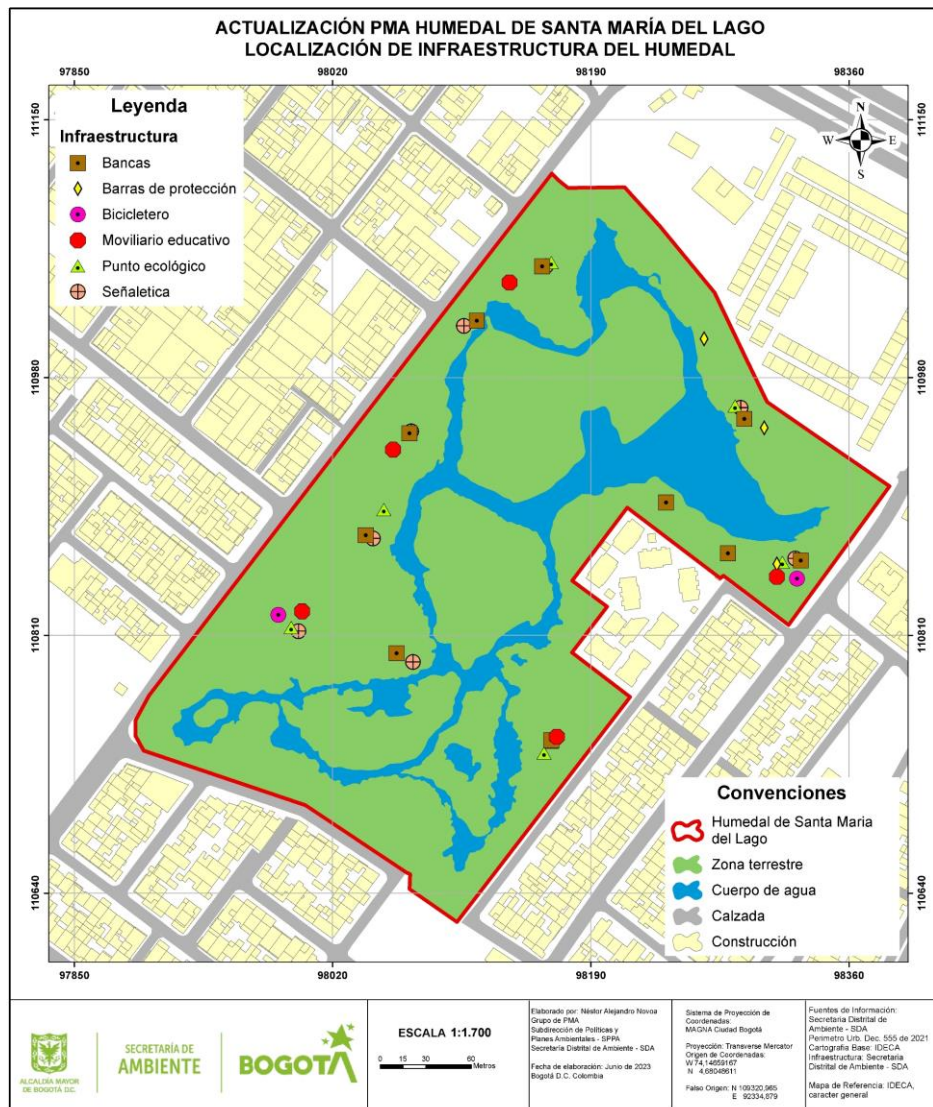 ACTUALIZACIÓN PMA HUMEDAL DE SANTA MARÍA DEL LAGO
LOCALIZACIÓN DE INFRAESTRUCTURA DEL HUMEDAL
97850
98020
98190
98360
111150
110980
110810
110640
111150
110980
110810
110640
Leyenda
Infraestructura
Bancas
Barras de protección
Bicicletero
Moviliario educativo
Punto ecológico
Señaletica
N
W
E
S
Convenciones
Humedal de Santa Maria
del Lago
Zona terrestre
Cuerpo de agua
Calzada
Construcción
97850
98020
98190
98360
ALCALDÍA MAYOR
DE BOGOTÁ D.C.
SECRETARÍA DE
AMBIENTE
BOGOTÁ
ESCALA 1:1.700
0 15 30 60
Metros
Elaborado por: Néstor Alejandro Novoa
Grupo de PMA
Subdirección de Políticas y
Planes Ambientales - SPPA
Secretaría Distrital de Ambiente - SDA
Fecha de elaboración: Junio de 2023
Bogotá D.C. Colombia
Sistema de Proyección de
Coordenadas:
MAGNA Ciudad Bogotá
Proyección: Transverse Mercator
Origen de Coordenadas:
W 74,14659167
N 4,68048611
Falso Origen: N 109320,965
E 92334,879
Fuentes de Información:
Secretaria Distrital de
Ambiente - SDA
Perimetro Urb. Dec. 555 de 2021
Cartografia Base: IDECA
Infraestructura: Secretaria
Distrital de Ambiente - SDA
Mapa de Referencia: IDECA,
caracter general